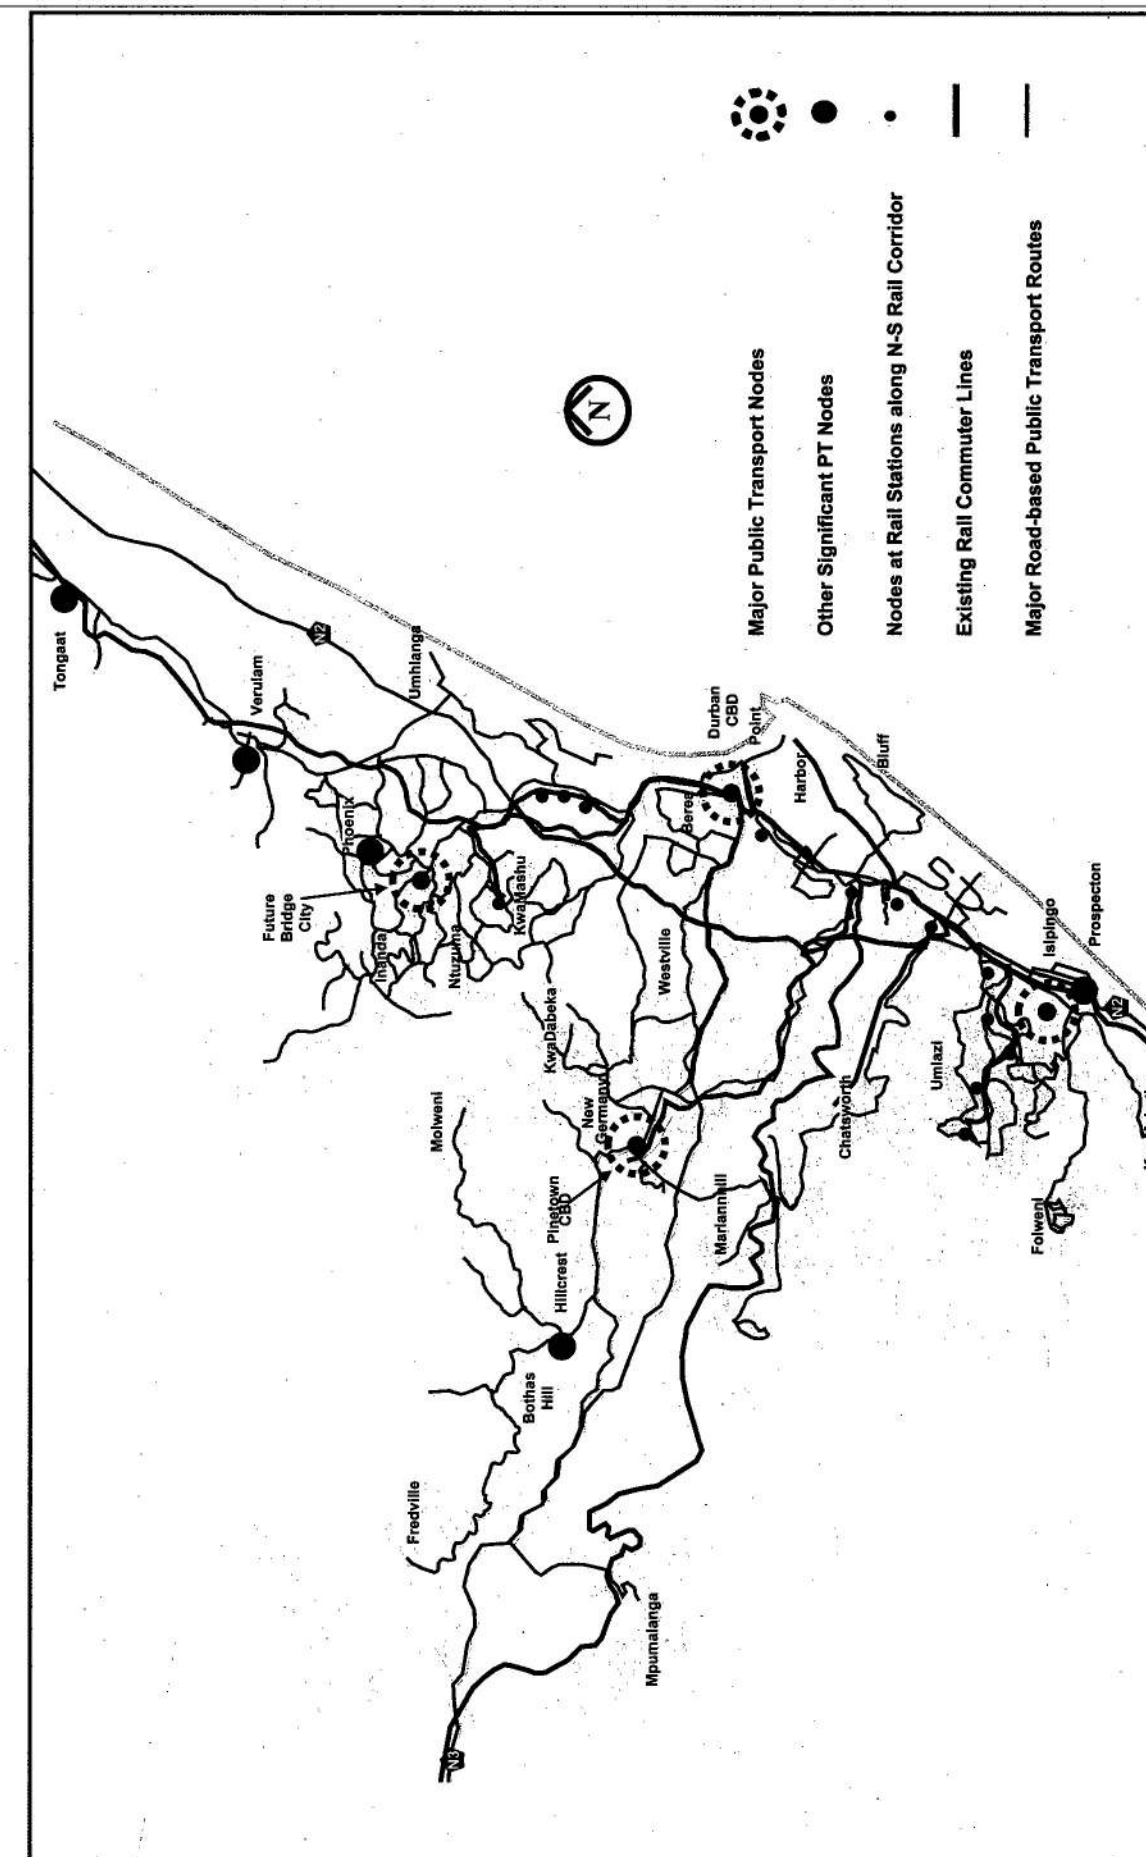 Tongaat
Verulam
N2
Umhlanga
Phoenix
Future
Bridge
City
Inanda
Ntuzuma
KwaMashu
KwaDabeka
Westville
Berea
Durban
CBD
Point
Harbor
Bluff
Molweni
New
Germany
Pinetown
CBD
Hillcrest
Bothas
Hill
Fredville
N3
Mpumalanga
Mariannhill
Chatsworth
Umlazi
Isipingo
Prospecton
N2
Folweni
N
Major Public Transport Nodes
Other Significant PT Nodes
Nodes at Rail Stations along N-S Rail Corridor
Existing Rail Commuter Lines
Major Road-based Public Transport Routes